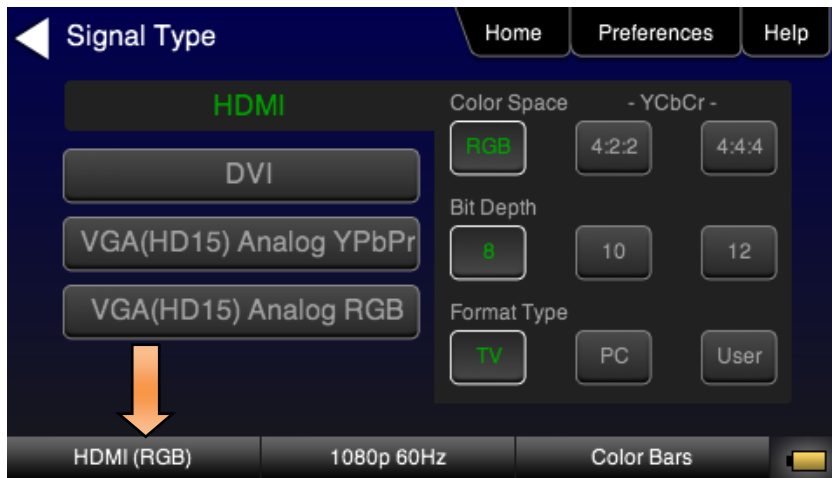 Signal Type
Home
Preferences
Help
HDMI
DVI
VGA(HD15) Analog YPbPr
VGA(HD15) Analog RGB
Color Space - YCbCr -
RGB 4:2:2 4:4:4
Bit Depth
8 10 12
Format Type
TV PC User
HDMI (RGB)
1080p 60Hz
Color Bars